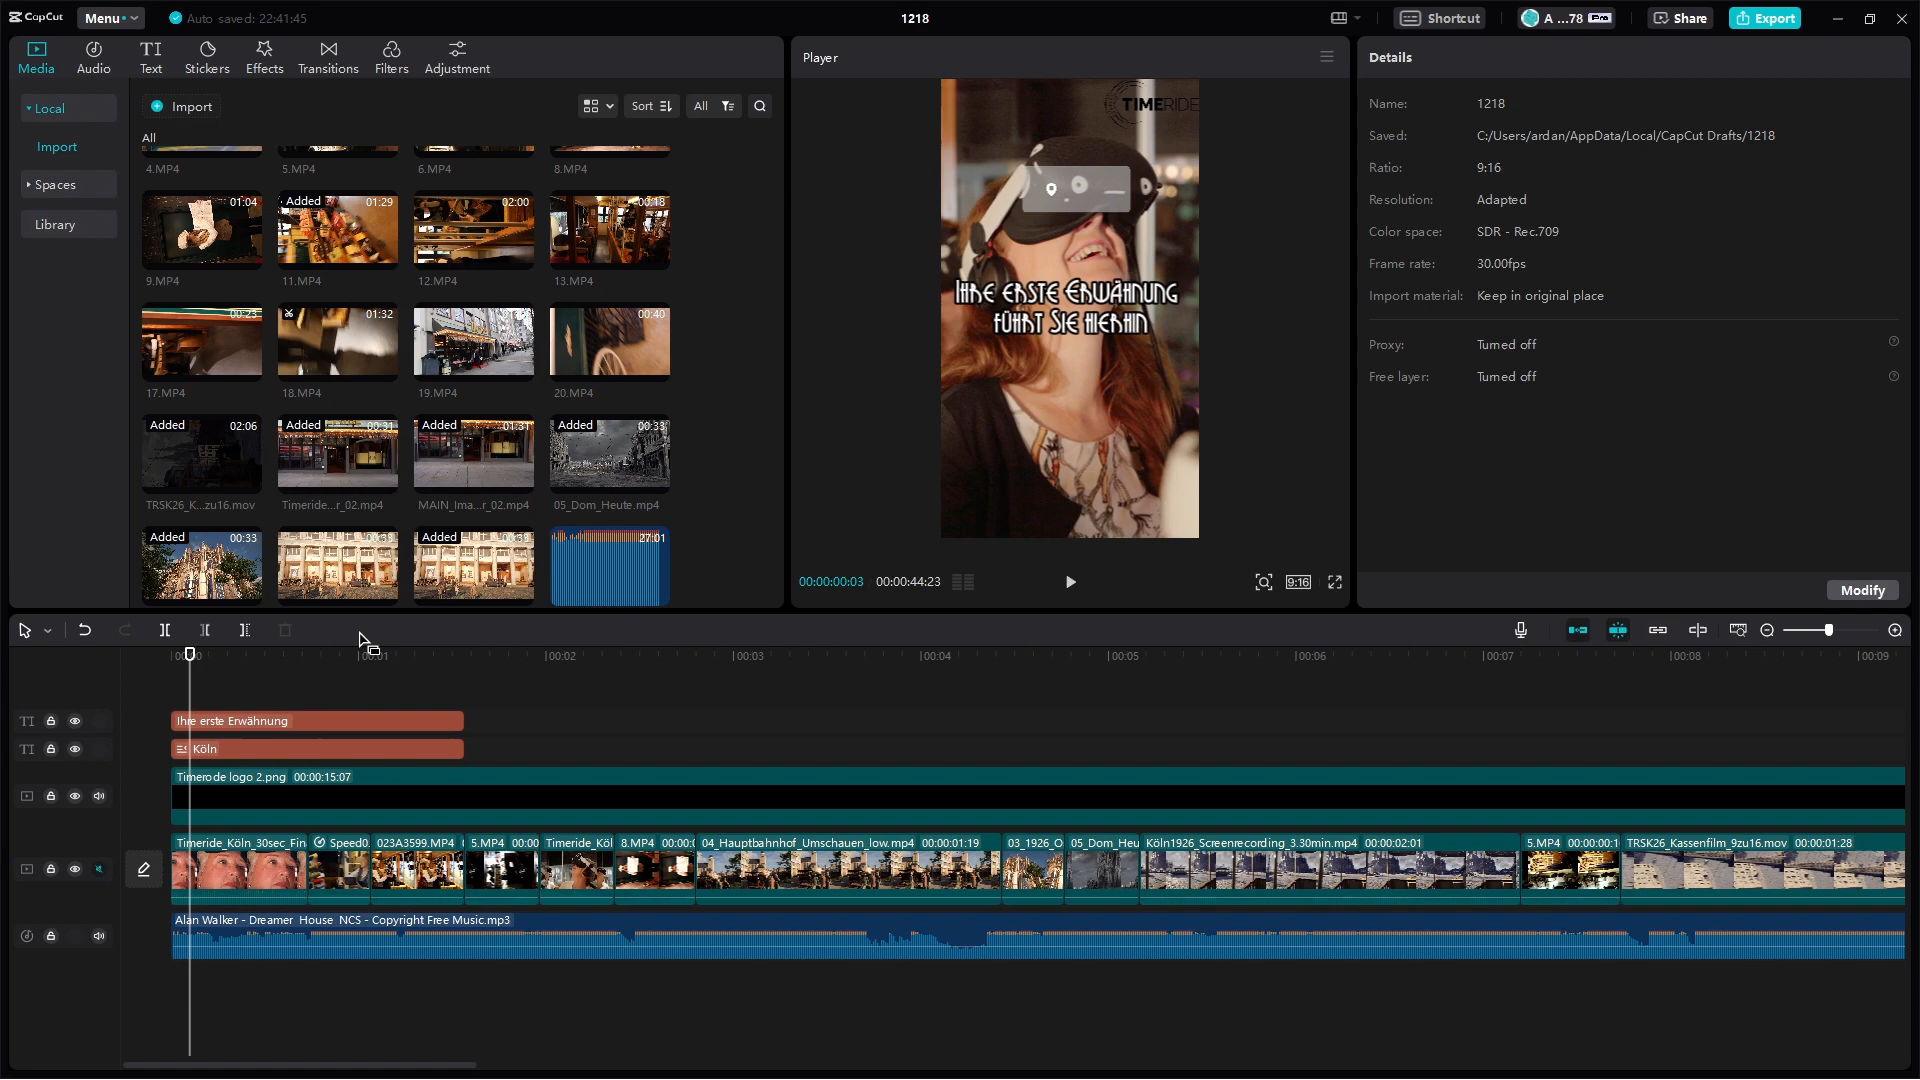 CapCut
Menu
Auto saved: 22:41:45
1218
Shortcut
A ...78
Pro
Share
Export
Media
Audio
Text
Stickers
Effects
Transitions
Filters
Adjustment
Local
Import
Spaces
Library
Import
Sort
All
All
4.MP4
5.MP4
6.MP4
8.MP4
01:04
Added
01:29
02:00
00:18
9.MP4
11.MP4
12.MP4
13.MP4
00:23
01:32
00:40
17.MP4
18.MP4
19.MP4
20.MP4
Added
02:06
Added
00:31
Added
01:31
Added
00:33
TRSK26_K...zu16.mov
Timeride...r_02.mp4
MAIN_Ima...r_02.mp4
05_Dom_Heute.mp4
Added
00:33
Added
27:01
Player
TIMERIDE
Ihre erste Erwähnung
führt Sie hierhin
00:00:00:03
00:00:44:23
9:16
Details
Name: 1218
Saved: C:/Users/ardan/AppData/Local/CapCut Drafts/1218
Ratio: 9:16
Resolution: Adapted
Color space: SDR - Rec.709
Frame rate: 30.00fps
Import material: Keep in original place
Proxy: Turned off
Free layer: Turned off
Modify
00:00
00:01
00:02
00:03
00:04
00:05
00:06
00:07
00:08
00:09
TI
Ihre erste Erwähnung
TI
Köln
Timerode logo 2.png 00:00:15:07
Timeride_Köln_30sec_Fin
Speed0.
023A3599.MP4
5.MP4 00:00
Timeride_Köl
8.MP4 00:00:0
04_Hauptbahnhof_Umschauen_low.mp4 00:00:01:19
03_1926_O
05_Dom_Heu
Köln1926_Screenrecording_3.30min.mp4 00:00:02:01
5.MP4 00:00:00:1
TRSK26_Kassenfilm_9zu16.mov 00:00:01:28
Alan Walker - Dreamer House NCS - Copyright Free Music.mp3